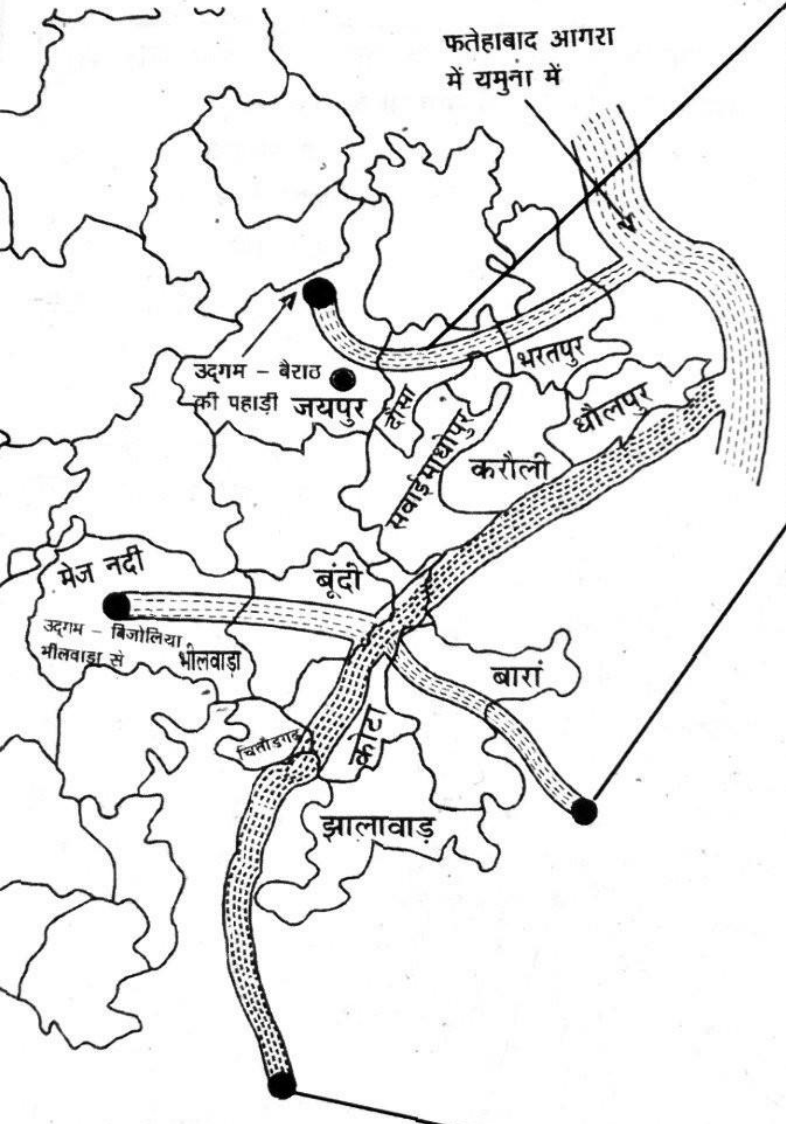 फतेहाबाद आगरा
में यमुना में
उद्गम – बैराठ
की पहाड़ी
जयपुर
दौसा
भरतपुर
धौलपुर
सवाईमाधोपुर
करौली
मेज नदी
बूंदी
उद्गम – बिजोलिया
भीलवाड़ा से
भीलवाड़ा
बारां
चित्तौड़गढ़
कोटा
झालावाड़